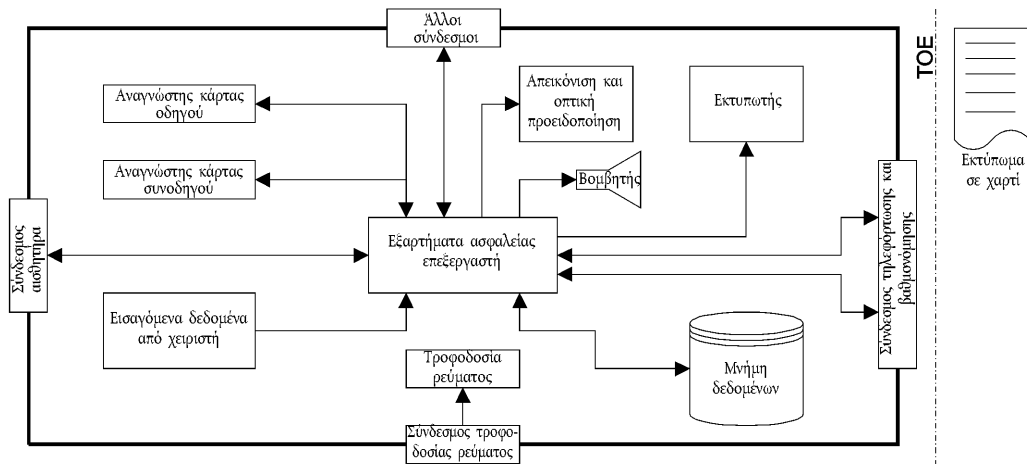 Άλλοι
σύνδεσμοι
TOE
Αναγνώστης κάρτας
οδηγού
Απεικόνιση και
οπτική
προειδοποίηση
Εκτυπωτής
Εκτύπωμα
σε χαρτί
Αναγνώστης κάρτας
συνοδηγού
Βομβητής
Σύνδεσμος
αισθητήρα
Εξαρτήματα ασφαλείας
επεξεργαστή
Σύνδεσμος τηλεφόρτωσης και
βαθμονόμησης
Εισαγόμενα δεδομένα
από χειριστή
Τροφοδοσία
ρεύματος
Μνήμη
δεδομένων
Σύνδεσμος τροφο-
δοσίας ρεύματος